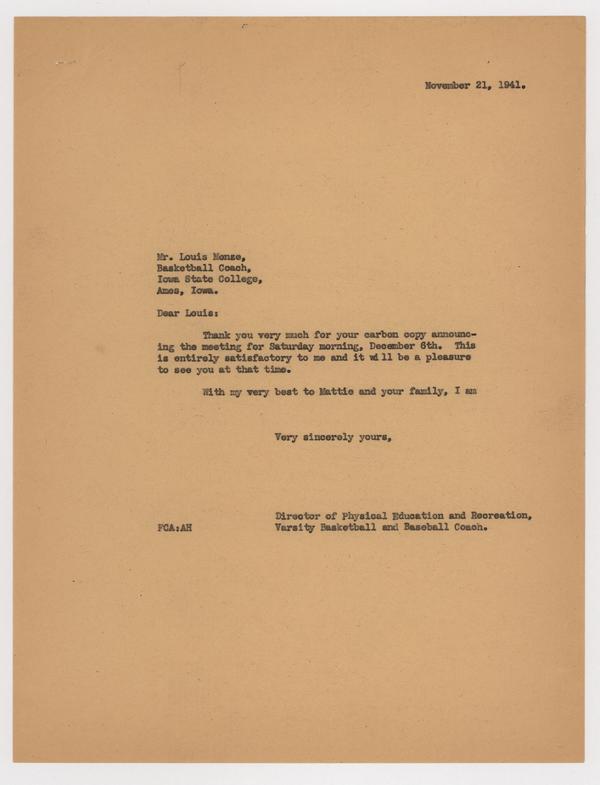 November 21, 1941.
Mr. Louis Menze,
Basketball Coach,
Iowa State College,
Ames, Iowa.
Dear Louis:
Thank you very much for your carbon copy announc-
ing the meeting for Saturday morning, December 6th. This
is entirely satisfactory to me and it will be a pleasure
to see you at that time.
With my very best to Mattie and your family, I am
Very sincerely yours,
Director of Physical Education and Recreation,
FCA:AH Varsity Basketball and Baseball Coach.